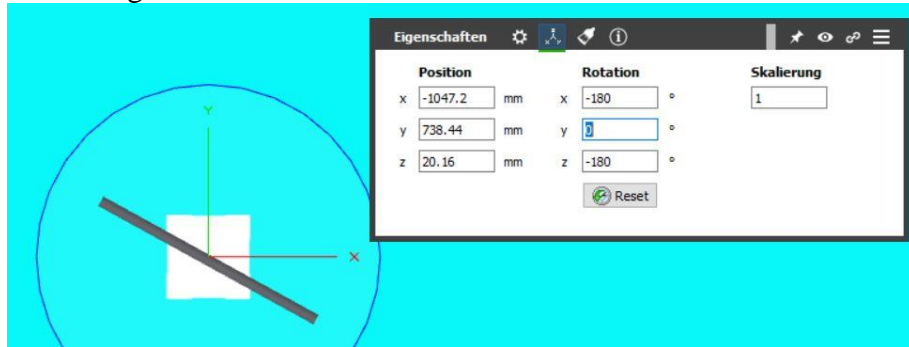 Eigenschaften
Position Rotation Skalierung
x -1047.2 mm x -180 ° 1
y 738.44 mm y 0 °
z 20.16 mm z -180 °
Reset
Y
X